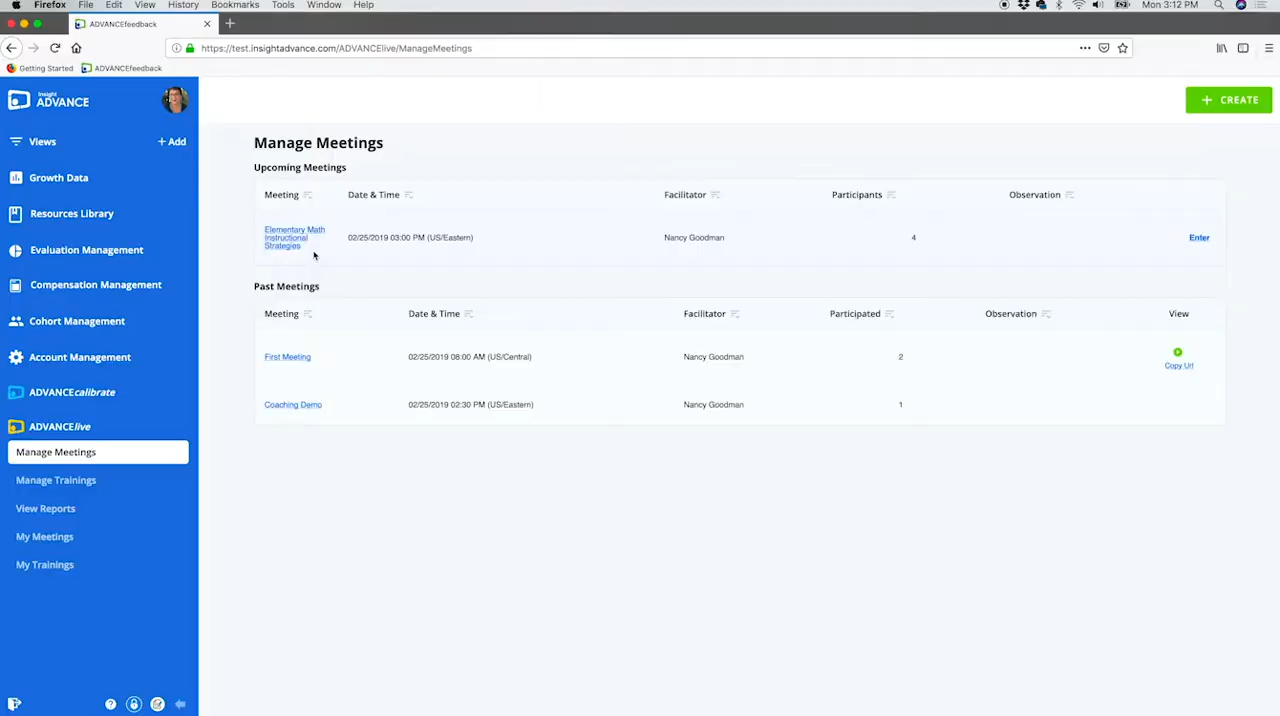 Firefox File Edit View History Bookmarks Tools Window Help
Mon 3:12 PM
ADVANCEfeedback
https://test.insightadvance.com/ADVANCElive/ManageMeetings
Getting Started ADVANCEfeedback
Insight
ADVANCE
CREATE
Views
+ Add
Growth Data
Resources Library
Evaluation Management
Compensation Management
Cohort Management
Account Management
ADVANCEcalibrate
ADVANCElive
Manage Meetings
Manage Trainings
View Reports
My Meetings
My Trainings
Manage Meetings
Upcoming Meetings
Meeting Date & Time Facilitator Participants Observation
Elementary Math
Instructional
Strategies
02/25/2019 03:00 PM (US/Eastern) Nancy Goodman 4 Enter
Past Meetings
Meeting Date & Time Facilitator Participated Observation View
First Meeting 02/25/2019 08:00 AM (US/Central) Nancy Goodman 2
Copy Url
Coaching Demo 02/25/2019 02:30 PM (US/Eastern) Nancy Goodman 1